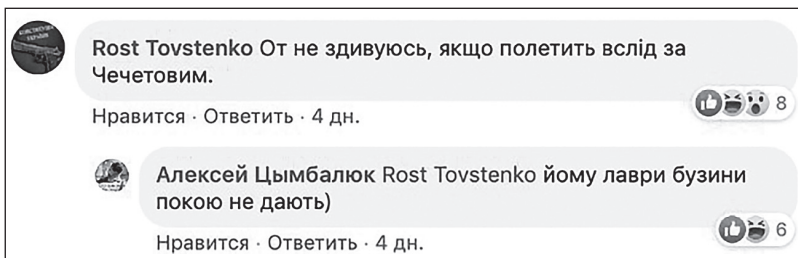 Rost Tovstenko От не здивуюсь, якщо полетить вслід за
Чечетовим.
Нравится · Ответить · 4 дн.
8
Алексей Цымбалюк Rost Tovstenko йому лаври бузини
покою не дають)
6
Нравится · Ответить · 4 дн.